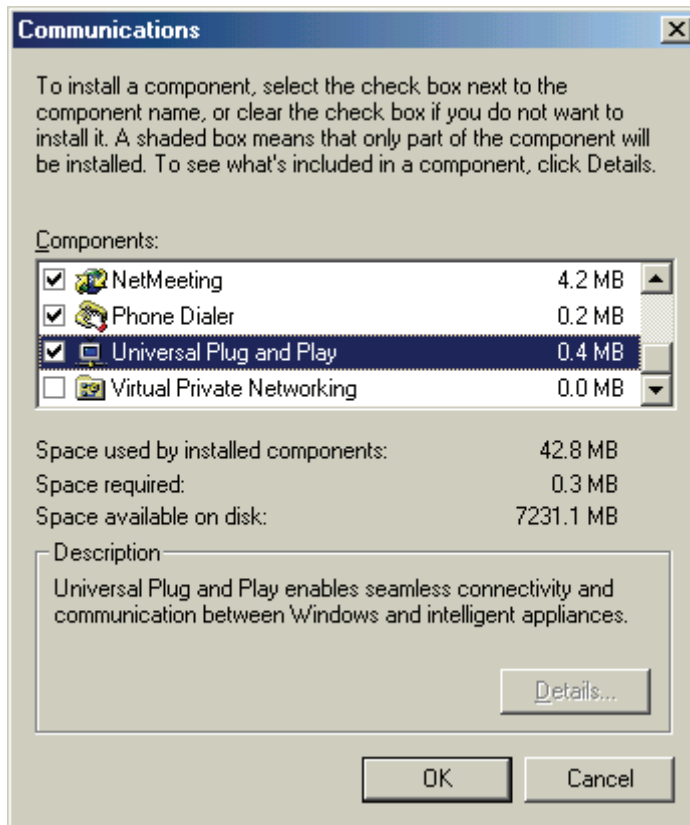 Communications
To install a component, select the check box next to the
component name, or clear the check box if you do not want to
install it. A shaded box means that only part of the component will
be installed. To see what's included in a component, click Details.
Components:
NetMeeting 4.2 MB
Phone Dialer 0.2 MB
Universal Plug and Play 0.4 MB
Virtual Private Networking 0.0 MB
Space used by installed components: 42.8 MB
Space required: 0.3 MB
Space available on disk: 7231.1 MB
Description
Universal Plug and Play enables seamless connectivity and
communication between Windows and intelligent appliances.
Details...
OK Cancel